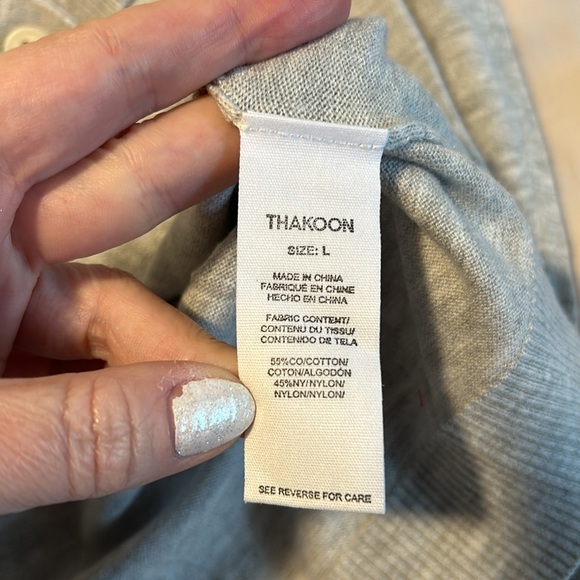 THAKOON
SIZE: L
MADE IN CHINA
FABRIQUÉ EN CHINE
HECHO EN CHINA
FABRIC CONTENT/
CONTENU DU TISSU/
CONTENIDO DE TELA
55%CO/COTTON/
COTON/ALGODÓN
45%NY/NYLON/
NYLON/NYLON/
SEE REVERSE FOR CARE